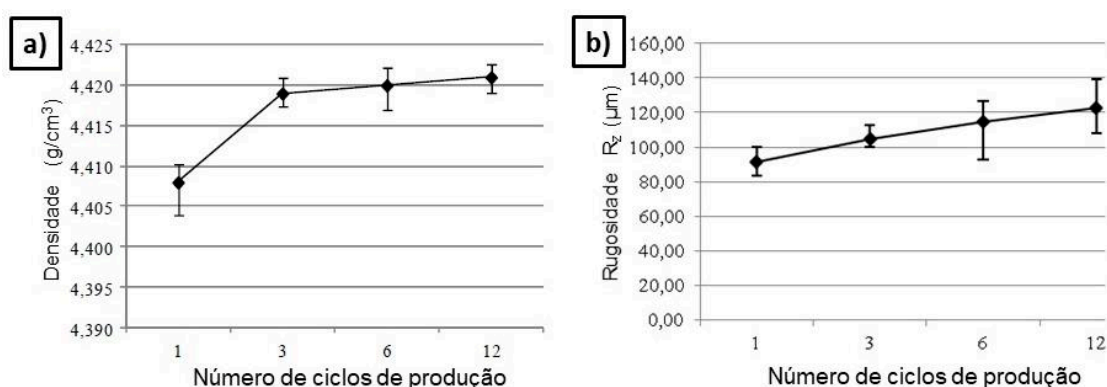 a)
Densidade (g/cm³)
4,425
4,420
4,415
4,410
4,405
4,400
4,395
4,390
1 3 6 12
Número de ciclos de produção
b)
Rugosidade Rz (µm)
160,00
140,00
120,00
100,00
80,00
60,00
40,00
20,00
0,00
1 3 6 12
Número de ciclos de produção